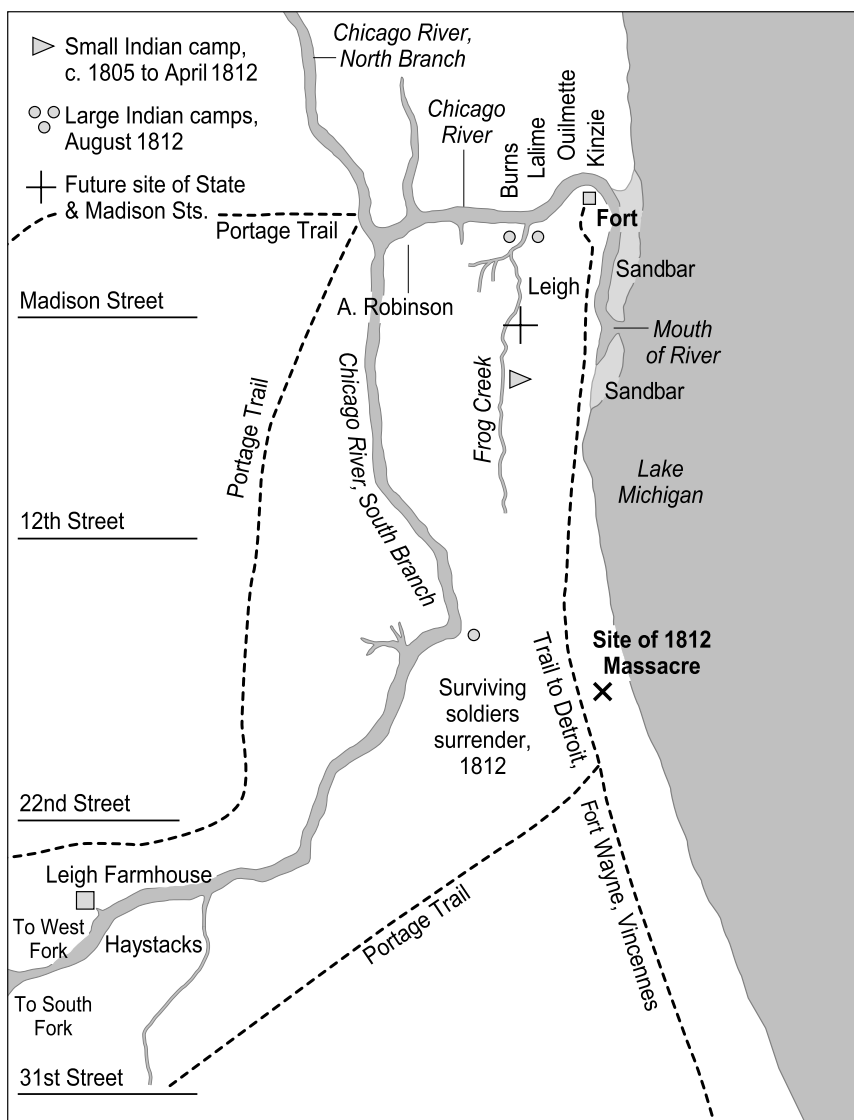 Small Indian camp,
c. 1805 to April 1812
Large Indian camps,
August 1812
Future site of State
& Madison Sts.
Chicago River,
North Branch
Chicago
River
Burns
Lalime
Ouilmette
Kinzie
Portage Trail
Fort
Sandbar
Leigh
A. Robinson
Madison Street
Mouth
of River
Sandbar
Portage Trail
Chicago River, South Branch
Frog Creek
Lake
Michigan
12th Street
Site of 1812
Massacre
Trail to Detroit,
Fort Wayne, Vincennes
Surviving
soldiers
surrender,
1812
22nd Street
Leigh Farmhouse
To West
Fork
Haystacks
Portage Trail
To South
Fork
31st Street